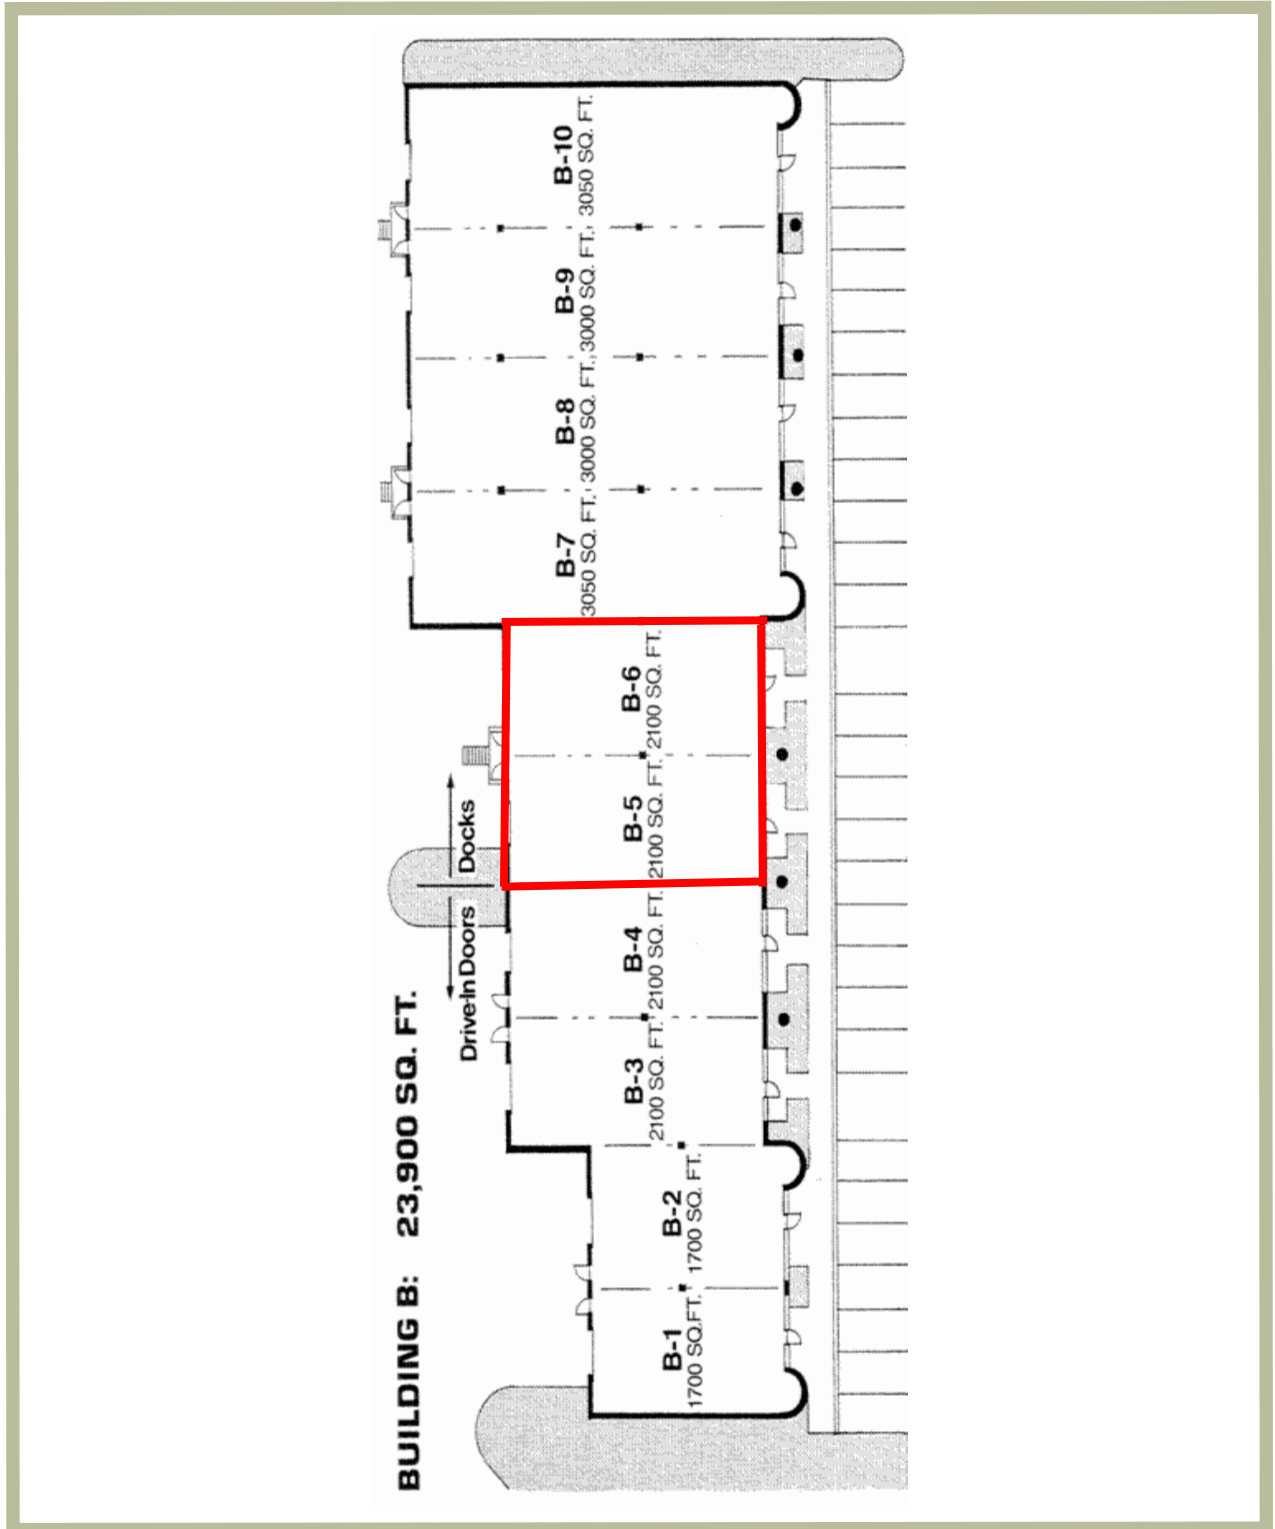 BUILDING B: 23,900 SQ. FT.
Drive-In Doors
Docks
B-1
1700 SQ.FT.
B-2
1700 SQ. FT.
B-3
2100 SQ. FT.
B-4
2100 SQ. FT.
B-5
2100 SQ. FT.
B-6
2100 SQ. FT.
B-7
3050 SQ. FT.
B-8
3000 SQ. FT.
B-9
3000 SQ. FT.
B-10
3050 SQ. FT.